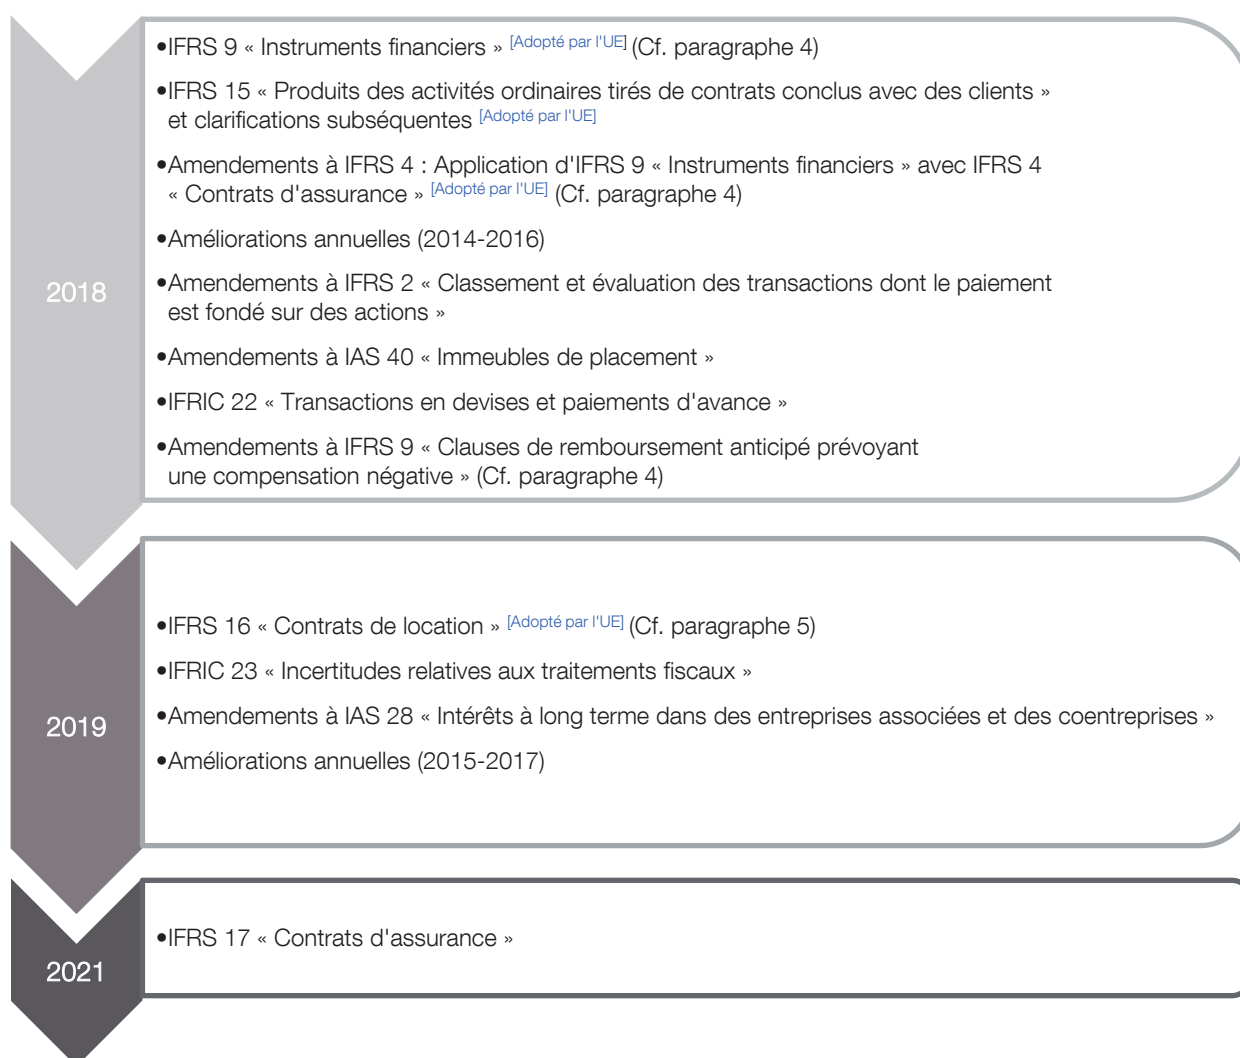 2018
•IFRS 9 « Instruments financiers » [Adopté par l'UE] (Cf. paragraphe 4)
•IFRS 15 « Produits des activités ordinaires tirés de contrats conclus avec des clients »
et clarifications subséquentes [Adopté par l'UE]
•Amendements à IFRS 4 : Application d'IFRS 9 « Instruments financiers » avec IFRS 4
« Contrats d'assurance » [Adopté par l'UE] (Cf. paragraphe 4)
•Améliorations annuelles (2014-2016)
•Amendements à IFRS 2 « Classement et évaluation des transactions dont le paiement
est fondé sur des actions »
•Amendements à IAS 40 « Immeubles de placement »
•IFRIC 22 « Transactions en devises et paiements d'avance »
•Amendements à IFRS 9 « Clauses de remboursement anticipé prévoyant
une compensation négative » (Cf. paragraphe 4)
2019
•IFRS 16 « Contrats de location » [Adopté par l'UE] (Cf. paragraphe 5)
•IFRIC 23 « Incertitudes relatives aux traitements fiscaux »
•Amendements à IAS 28 « Intérêts à long terme dans des entreprises associées et des coentreprises »
•Améliorations annuelles (2015-2017)
2021
•IFRS 17 « Contrats d'assurance »